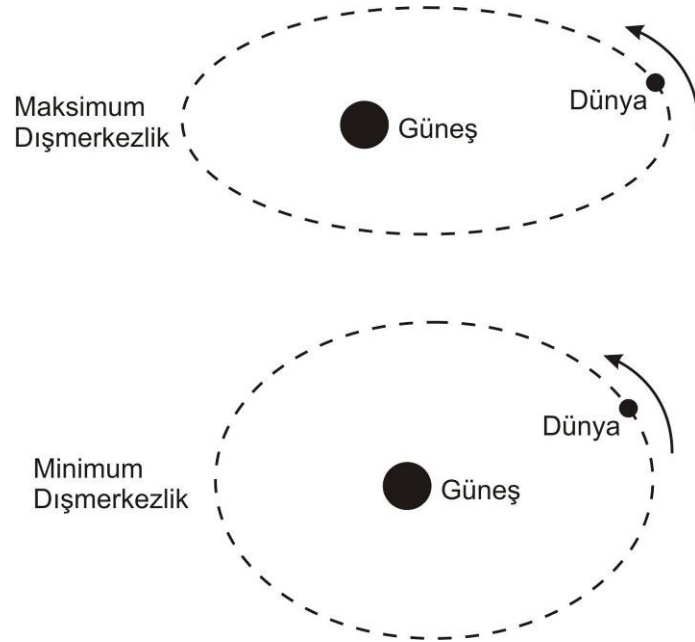 Maksimum
Dışmerkezlik
Güneş
Dünya
Minimum
Dışmerkezlik
Güneş
Dünya